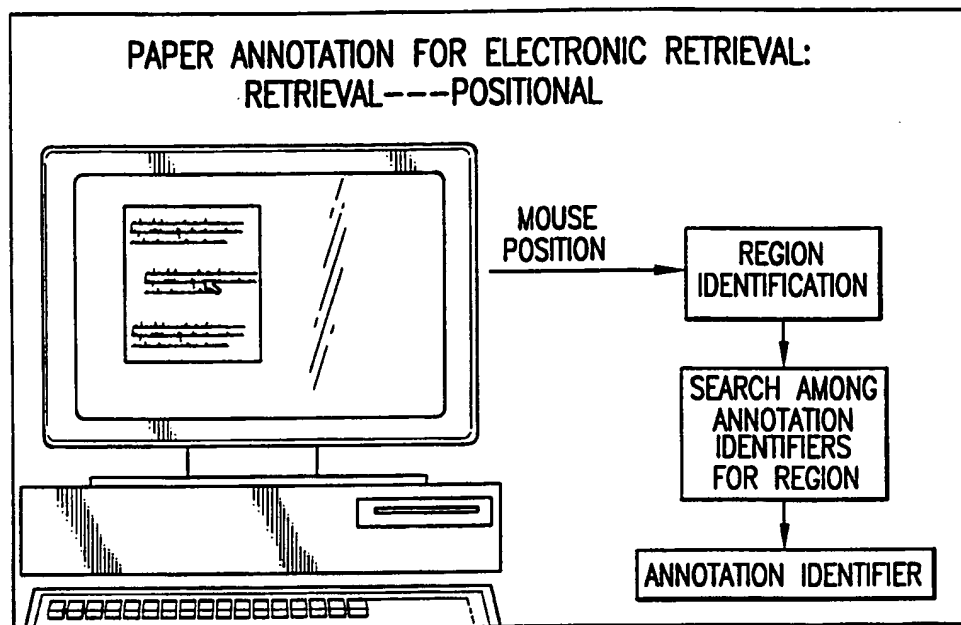 PAPER ANNOTATION FOR ELECTRONIC RETRIEVAL:
RETRIEVAL---POSITIONAL
MOUSE
POSITION
REGION
IDENTIFICATION
SEARCH AMONG
ANNOTATION
IDENTIFIERS
FOR REGION
ANNOTATION IDENTIFIER